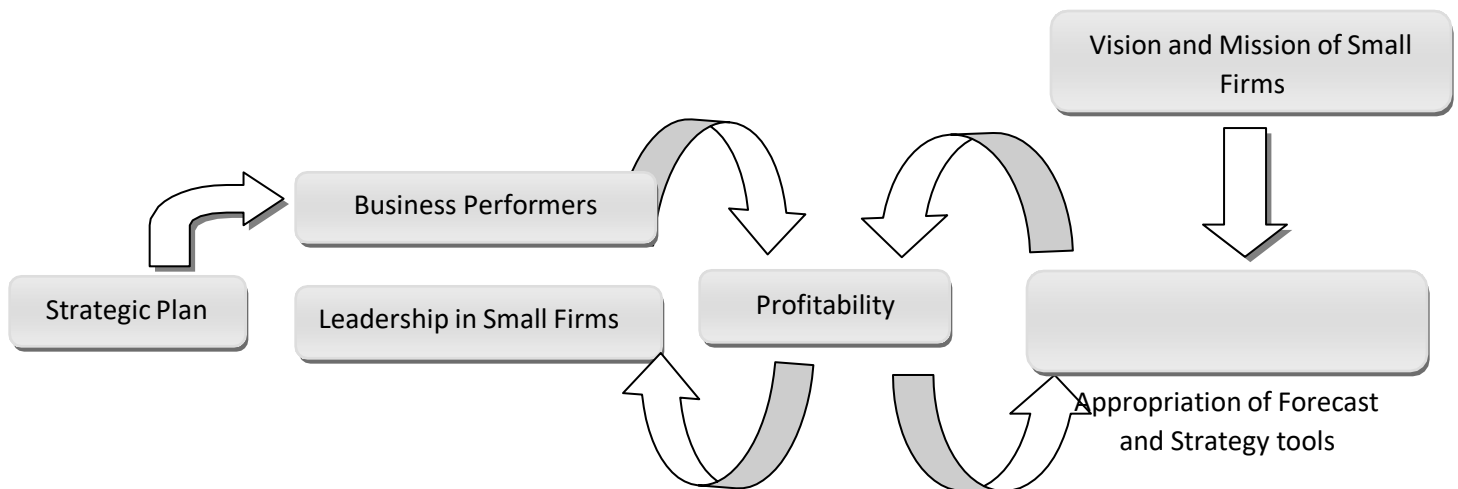 Vision and Mission of Small
Firms
Business Performers
Strategic Plan
Leadership in Small Firms
Profitability
Appropriation of Forecast
and Strategy tools